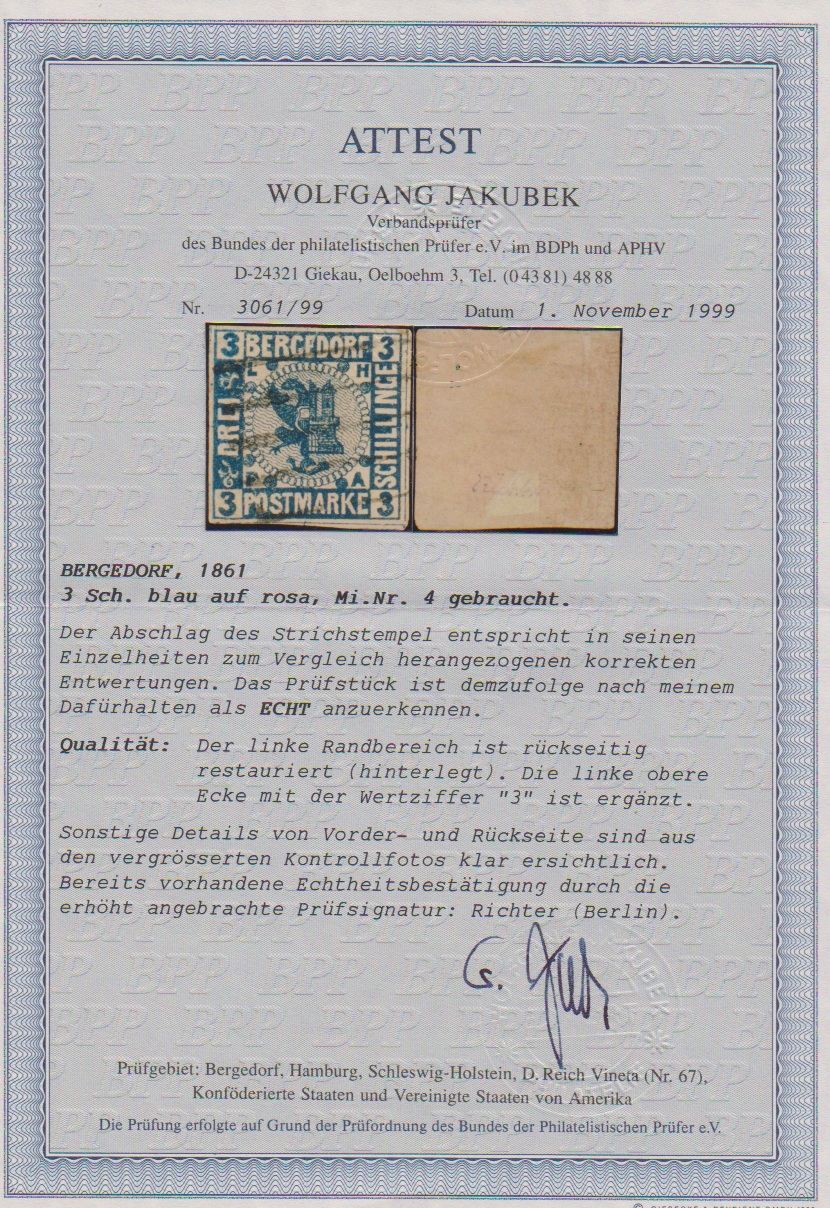 ATTEST
WOLFGANG JAKUBEK
Verbandsprüfer
des Bundes der philatelistischen Prüfer e.V. im BDPh und APHV
D-24321 Giekau, Oelboehm 3, Tel. (0 43 81) 48 88
Nr. 3061/99 Datum 1. November 1999
3 BERGEDORF 3
L H
DREI S. SCHILLINGE
P A
3 POSTMARKE 3
BERGEDORF, 1861
3 Sch. blau auf rosa, Mi.Nr. 4 gebraucht.
Der Abschlag des Strichstempel entspricht in seinen
Einzelheiten zum Vergleich herangezogenen korrekten
Entwertungen. Das Prüfstück ist demzufolge nach meinem
Dafürhalten als ECHT anzuerkennen.
Qualität: Der linke Randbereich ist rückseitig
restauriert (hinterlegt). Die linke obere
Ecke mit der Wertziffer "3" ist ergänzt.
Sonstige Details von Vorder- und Rückseite sind aus
den vergrösserten Kontrollfotos klar ersichtlich.
Bereits vorhandene Echtheitsbestätigung durch die
erhöht angebrachte Prüfsignatur: Richter (Berlin).
Prüfgebiet: Bergedorf, Hamburg, Schleswig-Holstein, D. Reich Vineta (Nr. 67),
Konföderierte Staaten und Vereinigte Staaten von Amerika
Die Prüfung erfolgte auf Grund der Prüfordnung des Bundes der Philatelistischen Prüfer e.V.